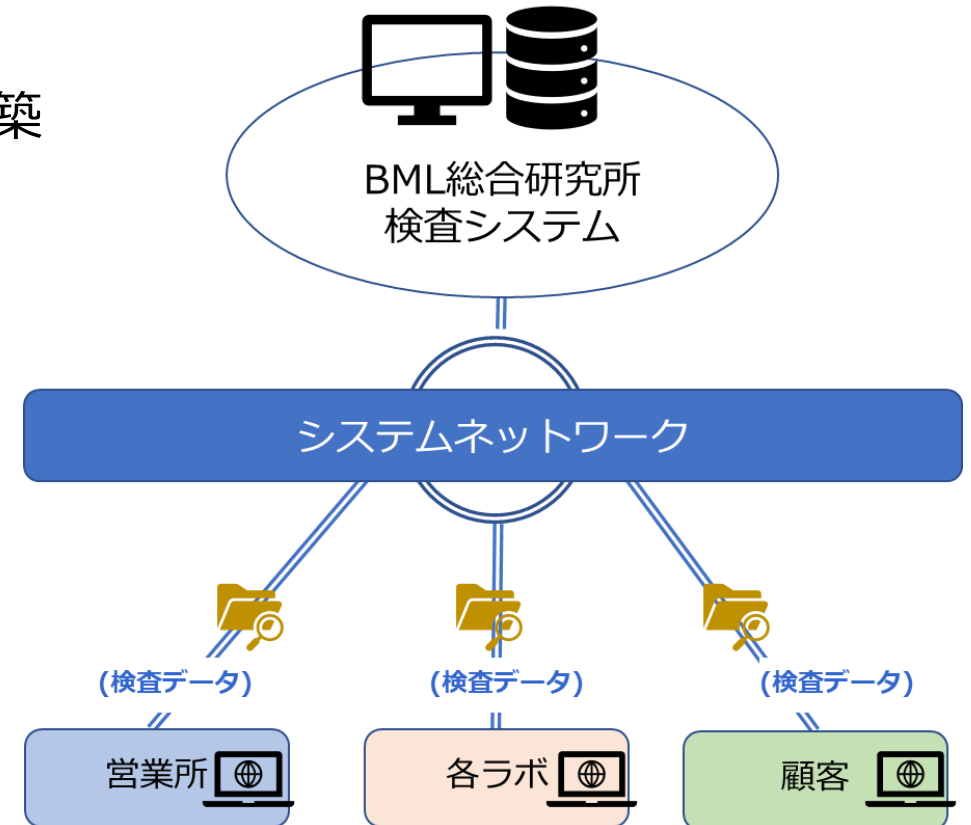 築
BML総合研究所
検査システム
システムネットワーク
(検査データ)
(検査データ)
(検査データ)
営業所
各ラボ
顧客